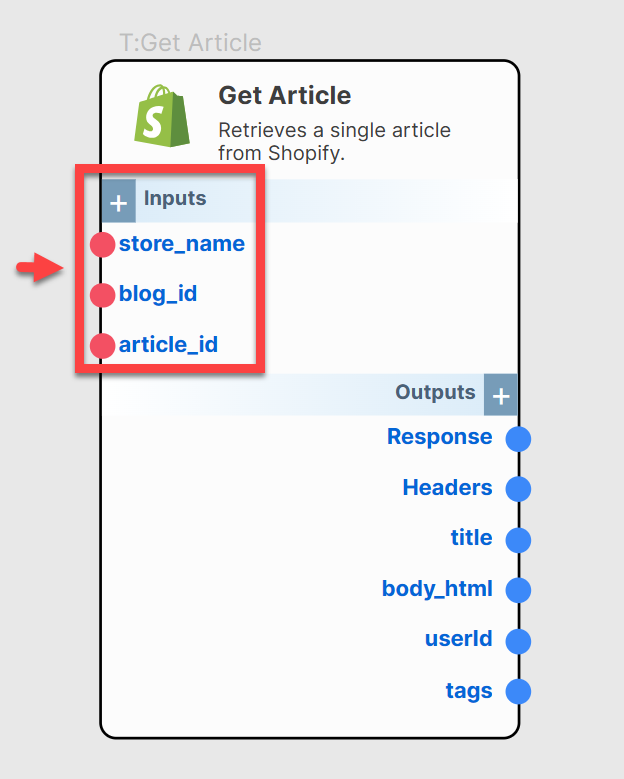 T:Get Article
Get Article
Retrieves a single article
from Shopify.
+ Inputs
store_name
blog_id
article_id
Outputs +
Response
Headers
title
body_html
userId
tags